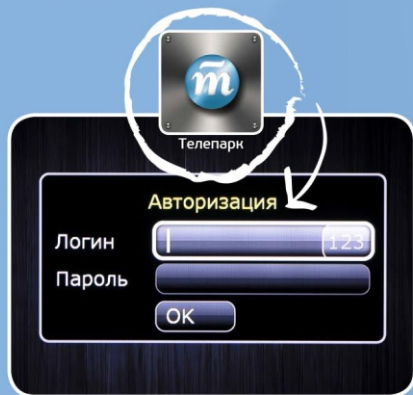 m
Телепарк
Авторизация
Логин 123
Пароль
OK